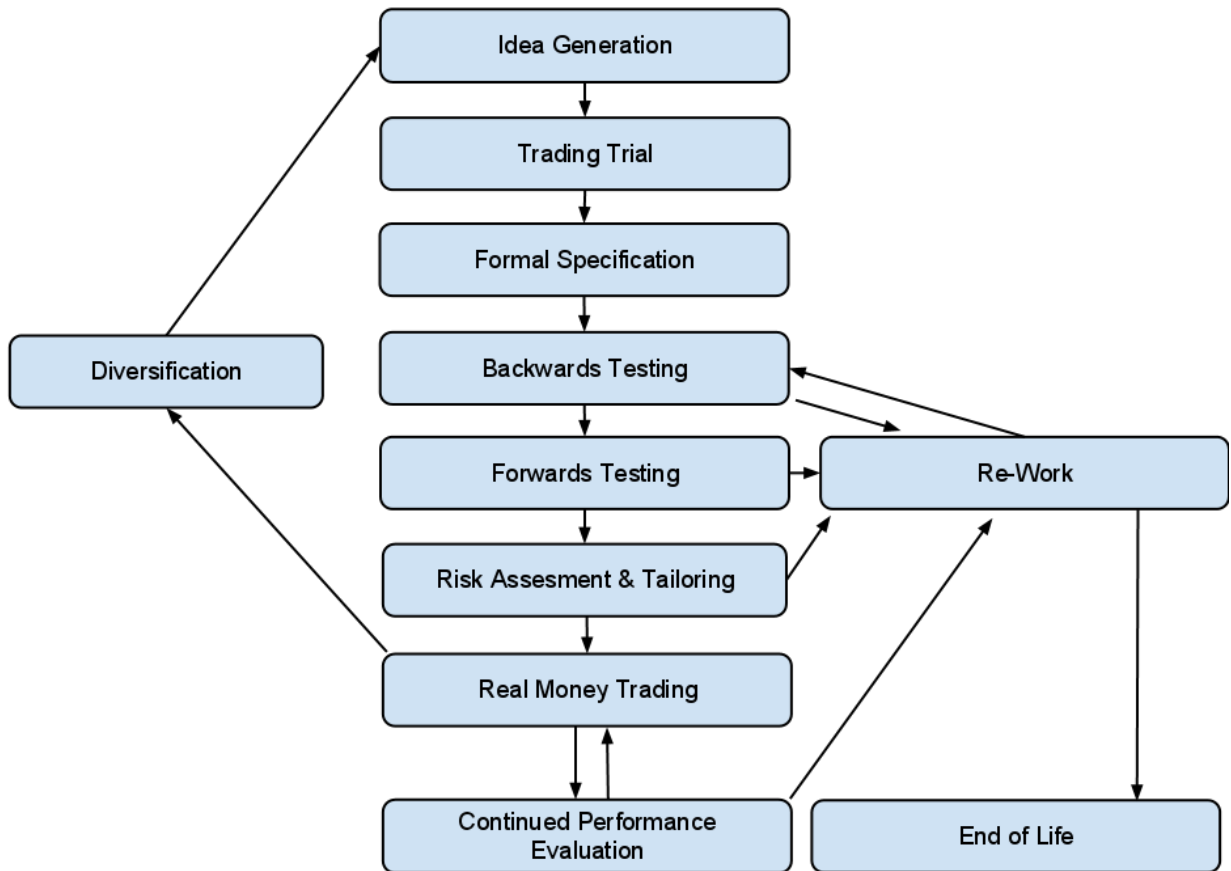 Idea Generation
Trading Trial
Formal Specification
Diversification
Backwards Testing
Forwards Testing
Re-Work
Risk Assesment & Tailoring
Real Money Trading
Continued Performance
Evaluation
End of Life